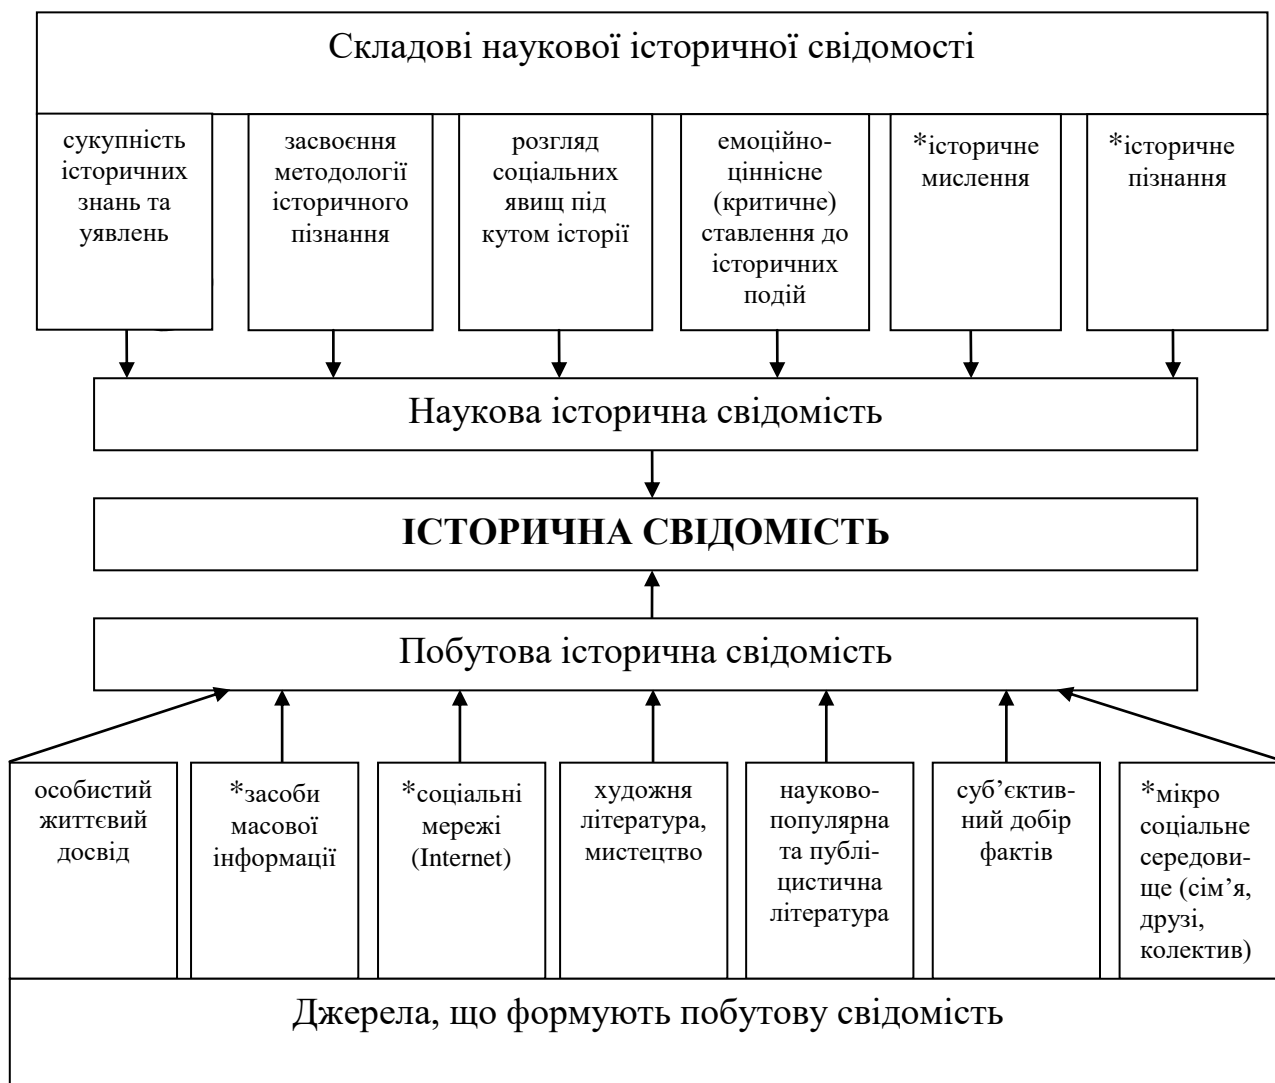 Складові наукової історичної свідомості
сукупність
історичних
знань та
уявлень
засвоєння
методології
історичного
пізнання
розгляд
соціальних
явищ під
кутом історії
емоційно-
ціннісне
(критичне)
ставлення до
історичних
подій
*історичне
мислення
*історичне
пізнання
Наукова історична свідомість
ІСТОРИЧНА СВІДОМІСТЬ
Побутова історична свідомість
особистий
життєвий
досвід
*засоби
масової
інформації
*соціальні
мережі
(Internet)
художня
література,
мистецтво
науково-
популярна
та публі-
цистична
література
суб’єктив-
ний добір
фактів
*мікро
соціальне
середови-
ще (сім’я,
друзі,
колектив)
Джерела, що формують побутову свідомість